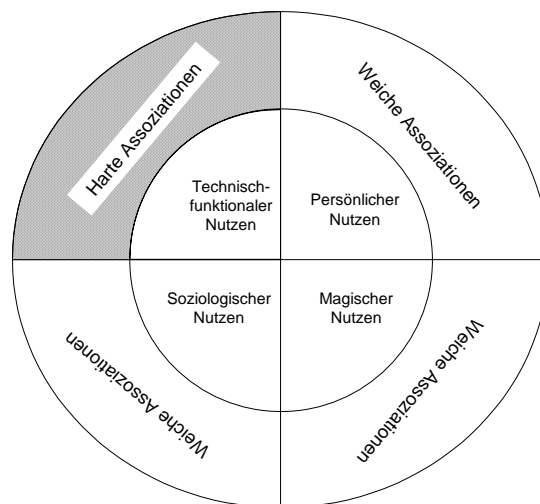 Harte Assoziationen
Weiche Assoziationen
Technisch-
funktionaler
Nutzen
Persönlicher
Nutzen
Soziologischer
Nutzen
Magischer
Nutzen
Weiche Assoziationen
Weiche Assoziationen